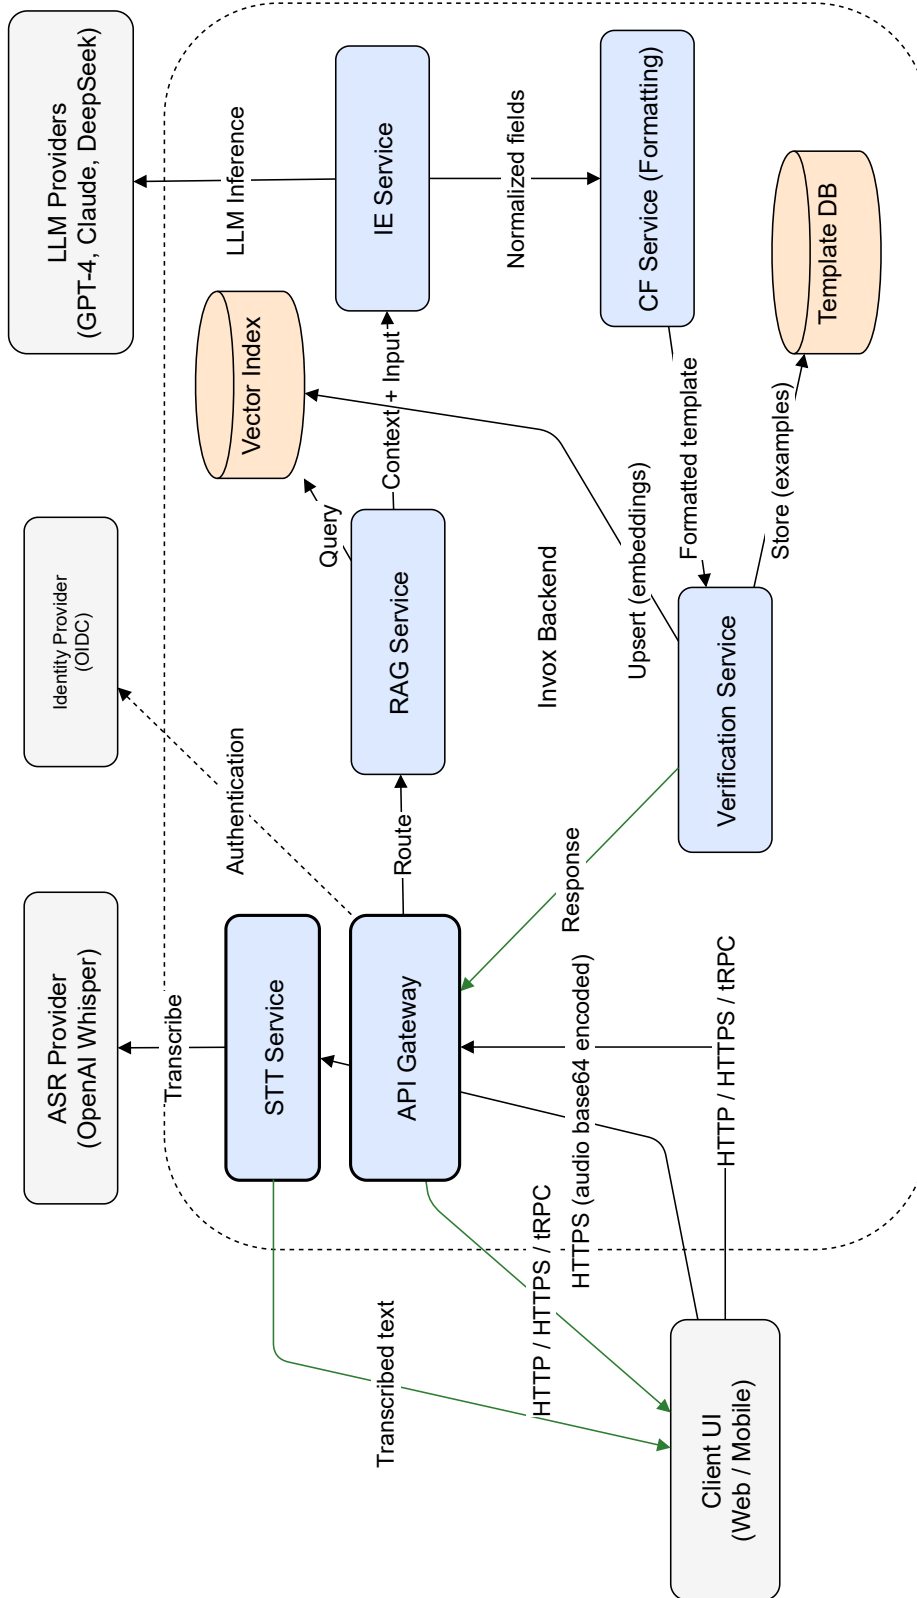 ASR Provider
(OpenAI Whisper)
Identity Provider
(OIDC)
LLM Providers
(GPT-4, Claude, DeepSeek)
Transcribe
Authentication
LLM Inference
Vector Index
STT Service
Query
Transcribed text
API Gateway
Route
RAG Service
Context + Input
IE Service
Normalized fields
HTTP / HTTPS / tRPC
HTTPS (audio base64 encoded)
Response
Invox Backend
Upsert (embeddings)
CF Service (Formatting)
Formatted template
Client UI
(Web / Mobile)
HTTP / HTTPS / tRPC
Verification Service
Store (examples)
Template DB